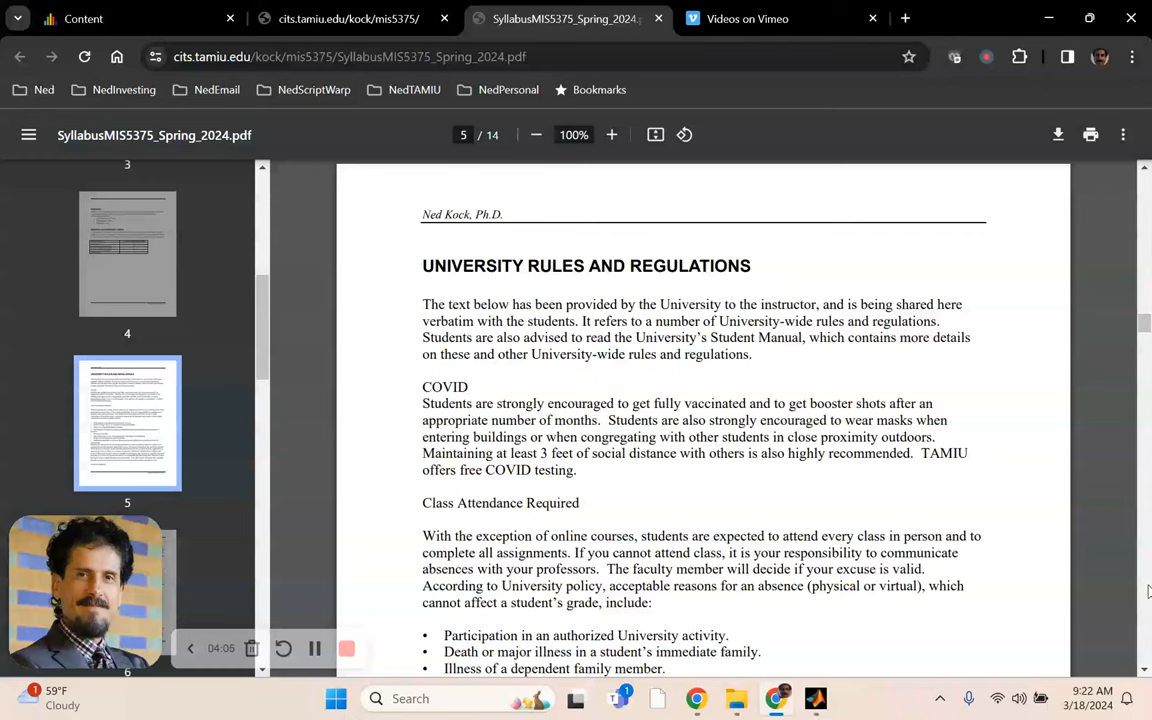 Content
cits.tamiu.edu/kock/mis5375/
SyllabusMIS5375_Spring_2024.
Videos on Vimeo
cits.tamiu.edu/kock/mis5375/SyllabusMIS5375_Spring_2024.pdf
Ned
NedInvesting
NedEmail
NedScriptWarp
NedTAMIU
NedPersonal
Bookmarks
SyllabusMIS5375_Spring_2024.pdf
5 / 14
100%
3
4
5
6
Ned Kock, Ph.D.
UNIVERSITY RULES AND REGULATIONS
The text below has been provided by the University to the instructor, and is being shared here
verbatim with the students. It refers to a number of University-wide rules and regulations.
Students are also advised to read the University's Student Manual, which contains more details
on these and other University-wide rules and regulations.
COVID
Students are strongly encouraged to get fully vaccinated and to get booster shots after an
appropriate number of months. Students are also strongly encouraged to wear masks when
entering buildings or when congregating with other students in close proximity outdoors.
Maintaining at least 3 feet of social distance with others is also highly recommended. TAMIU
offers free COVID testing.
Class Attendance Required
With the exception of online courses, students are expected to attend every class in person and to
complete all assignments. If you cannot attend class, it is your responsibility to communicate
absences with your professors. The faculty member will decide if your excuse is valid.
According to University policy, acceptable reasons for an absence (physical or virtual), which
cannot affect a student's grade, include:
• Participation in an authorized University activity.
• Death or major illness in a student's immediate family.
• Illness of a dependent family member.
04:05
1
59°F
Cloudy
Search
1
9:22 AM
3/18/2024